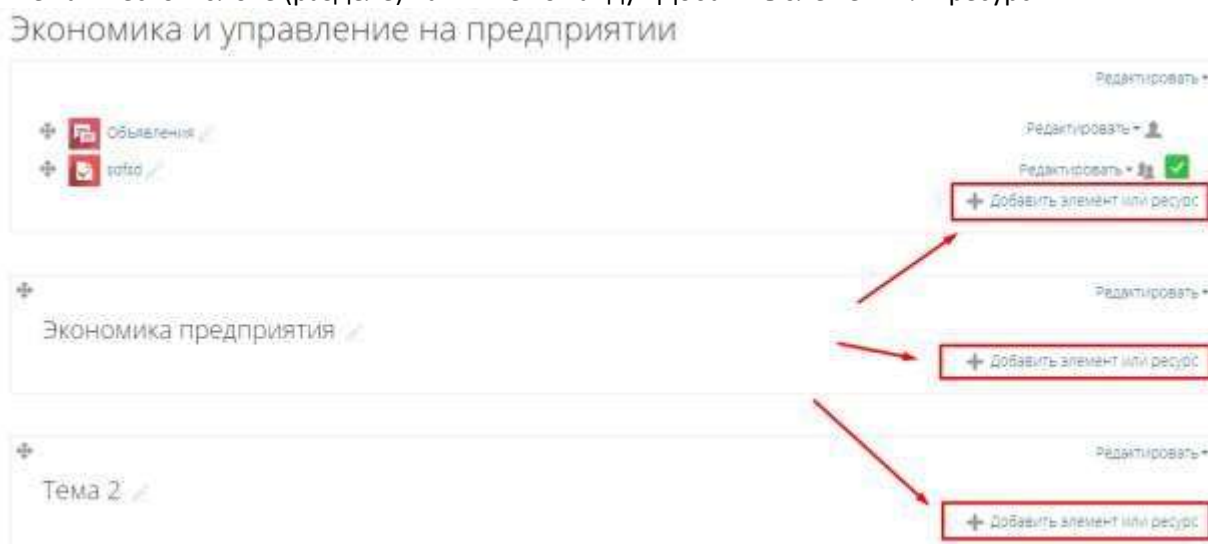 Экономика и управление на предприятии
Редактировать
Объявления
Редактировать
sdfsd
Редактировать
Добавить элемент или ресурс
Редактировать
Экономика предприятия
Добавить элемент или ресурс
Редактировать
Тема 2
Добавить элемент или ресурс